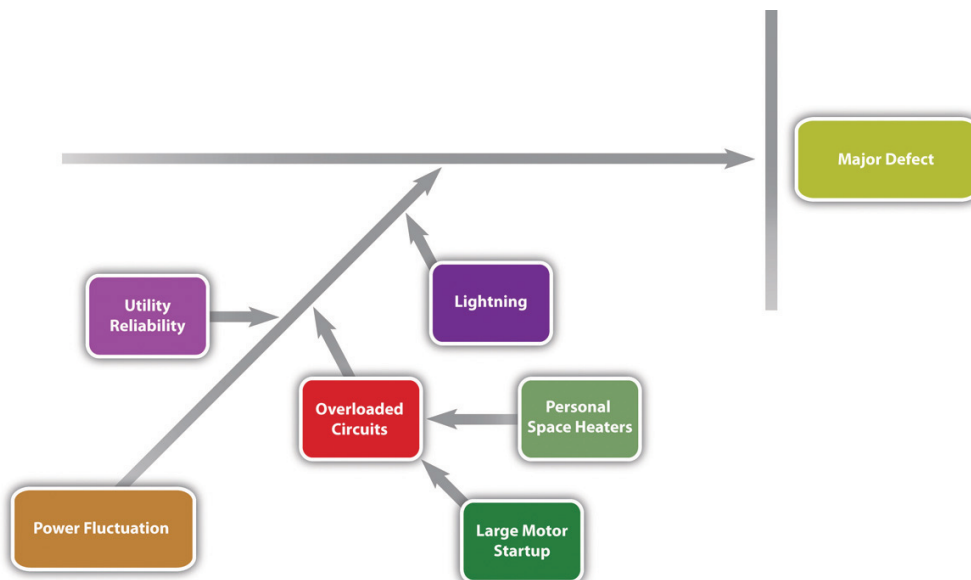 Major Defect
Utility
Reliability
Lightning
Overloaded
Circuits
Personal
Space Heaters
Power Fluctuation
Large Motor
Startup